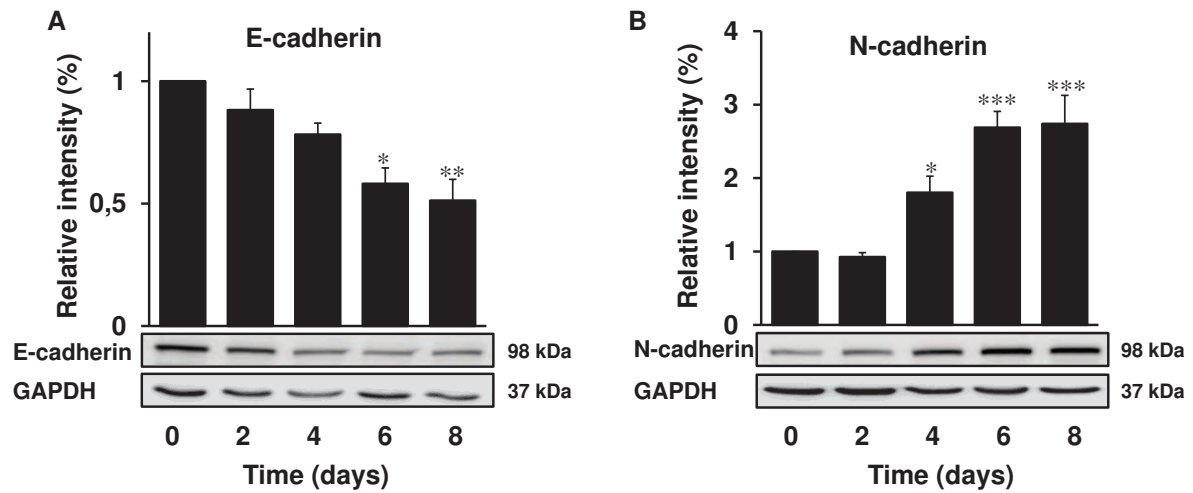 A
E-cadherin
Relative intensity (%)
1
0,5
0
*
**
E-cadherin
98 kDa
GAPDH
37 kDa
0 2 4 6 8
Time (days)
B
N-cadherin
Relative intensity (%)
4
3
2
1
0
*
***
***
N-cadherin
98 kDa
GAPDH
37 kDa
0 2 4 6 8
Time (days)